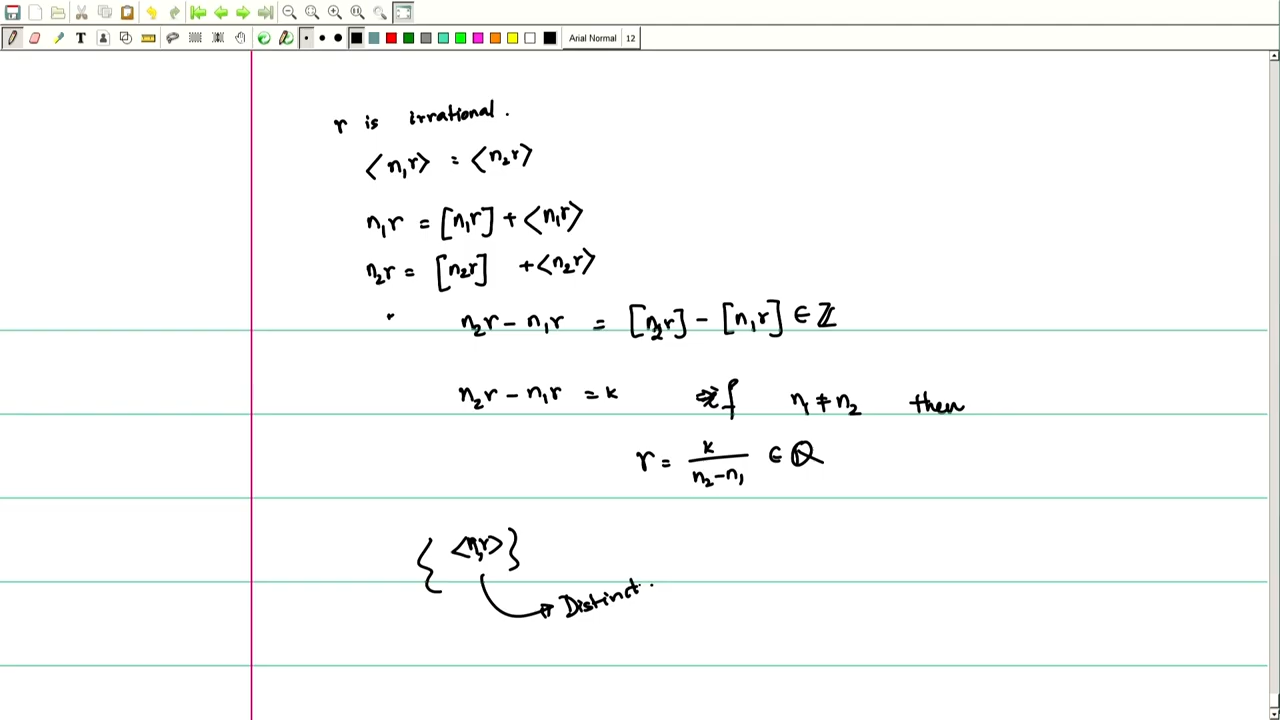 Arial Normal 12
r is irrational.
⟨n₁r⟩ = ⟨n₂r⟩
n₁r = [n₁r] + ⟨n₁r⟩
n₂r = [n₂r] + ⟨n₂r⟩
n₂r – n₁r = [n₂r] – [n₁r] ∈ ℤ
n₂r – n₁r = k if n₁ ≠ n₂ then
r = k/(n₂–n₁) ∈ ℚ
{ ⟨n,r⟩ }
Distinct.